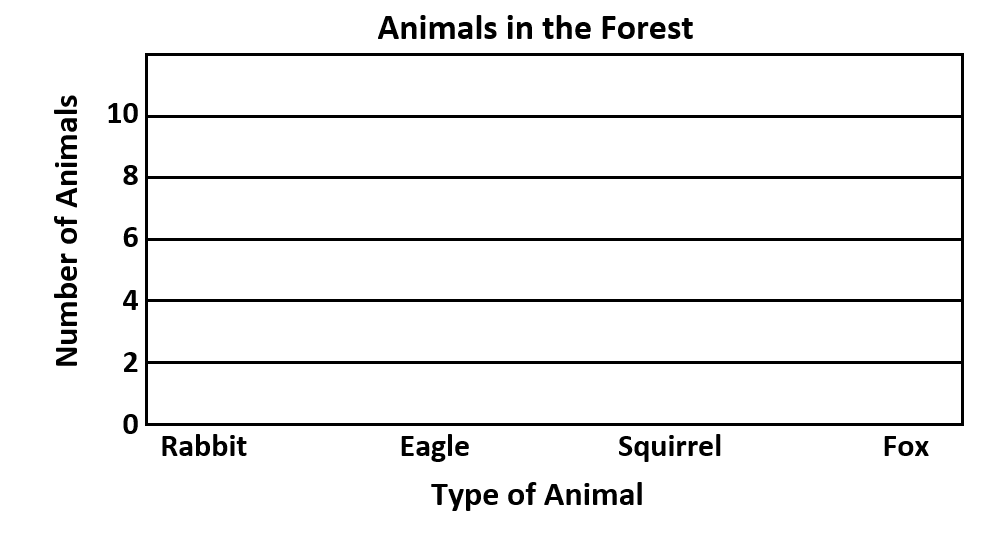 Animals in the Forest
Number of Animals
10
8
6
4
2
0
Rabbit Eagle Squirrel Fox
Type of Animal